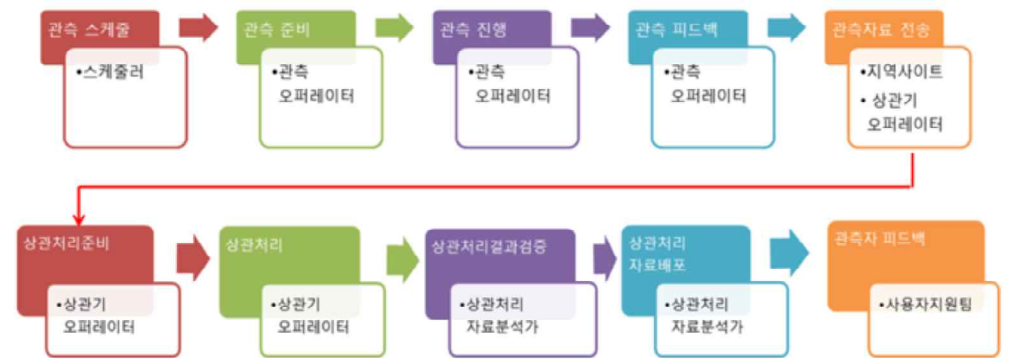 관측 스케줄
•스케줄러
관측 준비
•관측
오퍼레이터
관측 진행
•관측
오퍼레이터
관측 피드백
•관측
오퍼레이터
관측자료 전송
•지역사이트
• 상관기
오퍼레이터
상관처리준비
•상관기
오퍼레이터
상관처리
•상관기
오퍼레이터
상관처리결과검증
•상관처리
자료분석가
상관처리
자료배포
•상관처리
자료분석가
관측자 피드백
•사용자지원팀